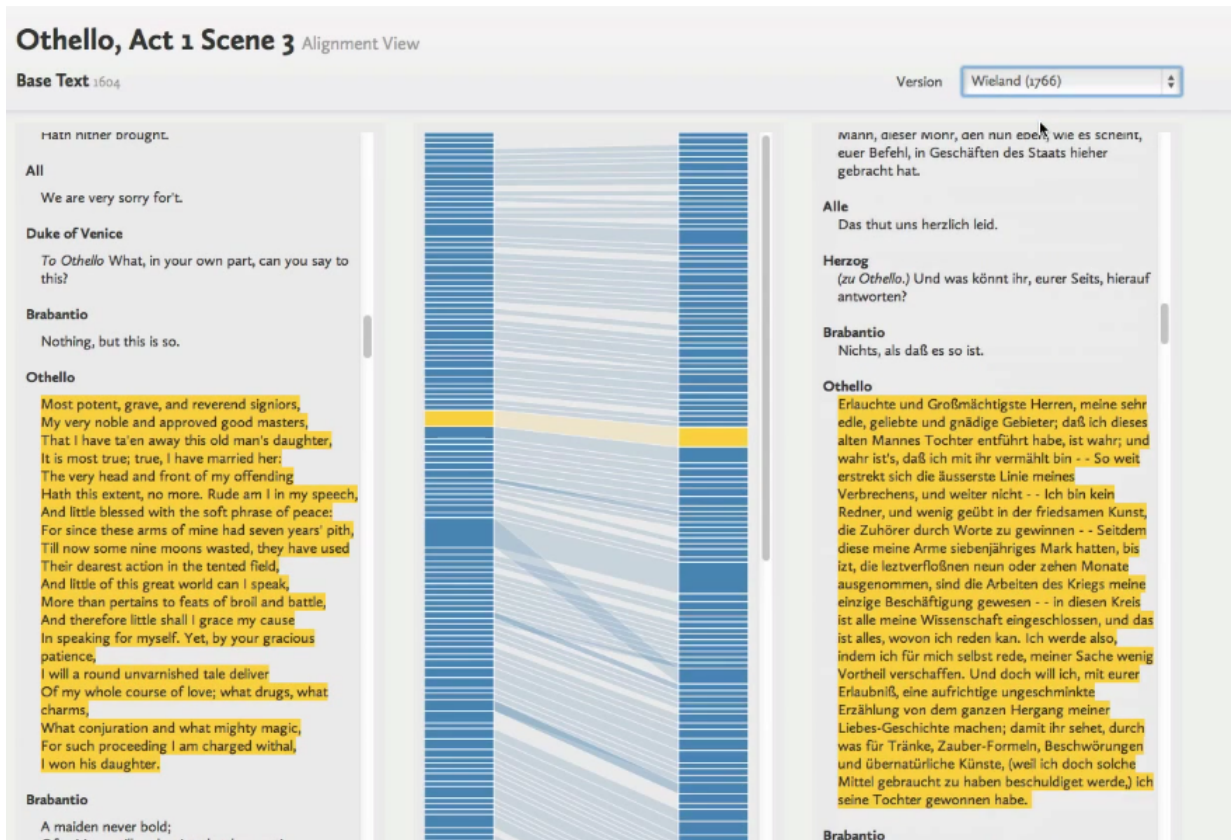 Othello, Act 1 Scene 3 Alignment View
Base Text 1604
Version Wieland (1766)
Hath hither brought.
All
We are very sorry for't.
Duke of Venice
To Othello What, in your own part, can you say to
this?
Brabantio
Nothing, but this is so.
Othello
Most potent, grave, and reverend signiors,
My very noble and approved good masters,
That I have ta'en away this old man's daughter,
It is most true; true, I have married her:
The very head and front of my offending
Hath this extent, no more. Rude am I in my speech,
And little blessed with the soft phrase of peace:
For since these arms of mine had seven years' pith,
Till now some nine moons wasted, they have used
Their dearest action in the tented field,
And little of this great world can I speak,
More than pertains to feats of broil and battle,
And therefore little shall I grace my cause
In speaking for myself. Yet, by your gracious
patience,
I will a round unvarnished tale deliver
Of my whole course of love; what drugs, what
charms,
What conjuration and what mighty magic,
For such proceeding I am charged withal,
I won his daughter.
Brabantio
A maiden never bold;
Mann, dieser Mohr, den nun eben, wie es scheint,
euer Befehl, in Geschäften des Staats hieher
gebracht hat.
Alle
Das thut uns herzlich leid.
Herzog
(zu Othello.) Und was könnt ihr, eurer Seits, hierauf
antworten?
Brabantio
Nichts, als daß es so ist.
Othello
Erlauchte und Großmächtigste Herren, meine sehr
edle, geliebte und gnädige Gebieter; daß ich dieses
alten Mannes Tochter entführt habe, ist wahr; und
wahr ist's, daß ich mit ihr vermählt bin - - So weit
erstrekt sich die äusserste Linie meines
Verbrechens, und weiter nicht - - Ich bin kein
Redner, und wenig geübt in der friedsamen Kunst,
die Zuhörer durch Worte zu gewinnen - - Seitdem
diese meine Arme siebenjähriges Mark hatten, bis
izt, die leztverfloßnen neun oder zehen Monate
ausgenommen, sind die Arbeiten des Kriegs meine
einzige Beschäftigung gewesen - - in diesen Kreis
ist alle meine Wissenschaft eingeschlossen, und das
ist alles, wovon ich reden kan. Ich werde also,
indem ich für mich selbst rede, meiner Sache wenig
Vortheil verschaffen. Und doch will ich, mit eurer
Erlaubniß, eine aufrichtige ungeschminkte
Erzählung von dem ganzen Hergang meiner
Liebes-Geschichte machen; damit ihr sehet, durch
was für Tränke, Zauber-Formeln, Beschwörungen
und übernatürliche Künste, (weil ich doch solche
Mittel gebraucht zu haben beschuldiget werde,) ich
seine Tochter gewonnen habe.
Brabantio